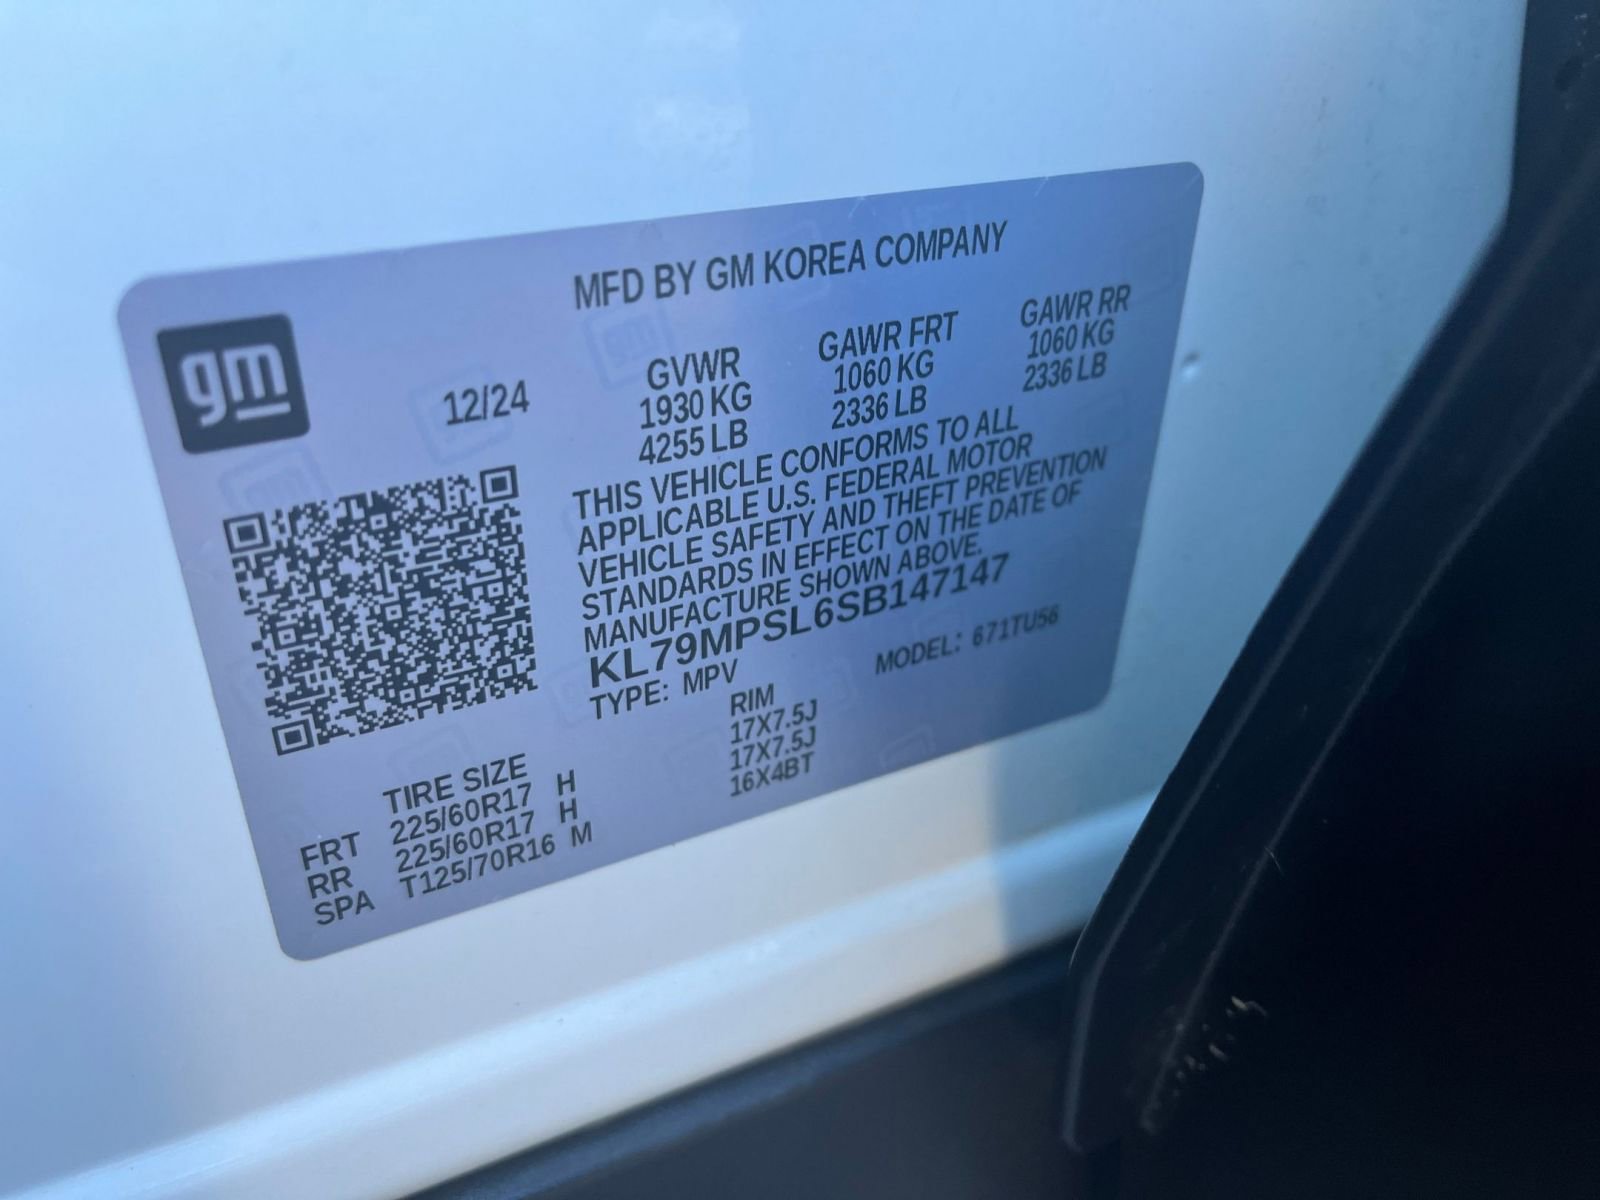 MFD BY GM KOREA COMPANY
gm
12/24
GVWR GAWR FRT GAWR RR
1930 KG 1060 KG 1060 KG
4255 LB 2336 LB 2336 LB
THIS VEHICLE CONFORMS TO ALL
APPLICABLE U.S. FEDERAL MOTOR
VEHICLE SAFETY AND THEFT PREVENTION
STANDARDS IN EFFECT ON THE DATE OF
MANUFACTURE SHOWN ABOVE.
KL79MPSL6SB147147
TYPE: MPV MODEL: 671TU56
TIRE SIZE RIM
FRT 225/60R17 H 17X7.5J
RR 225/60R17 H 17X7.5J
SPA T125/70R16 M 16X4BT